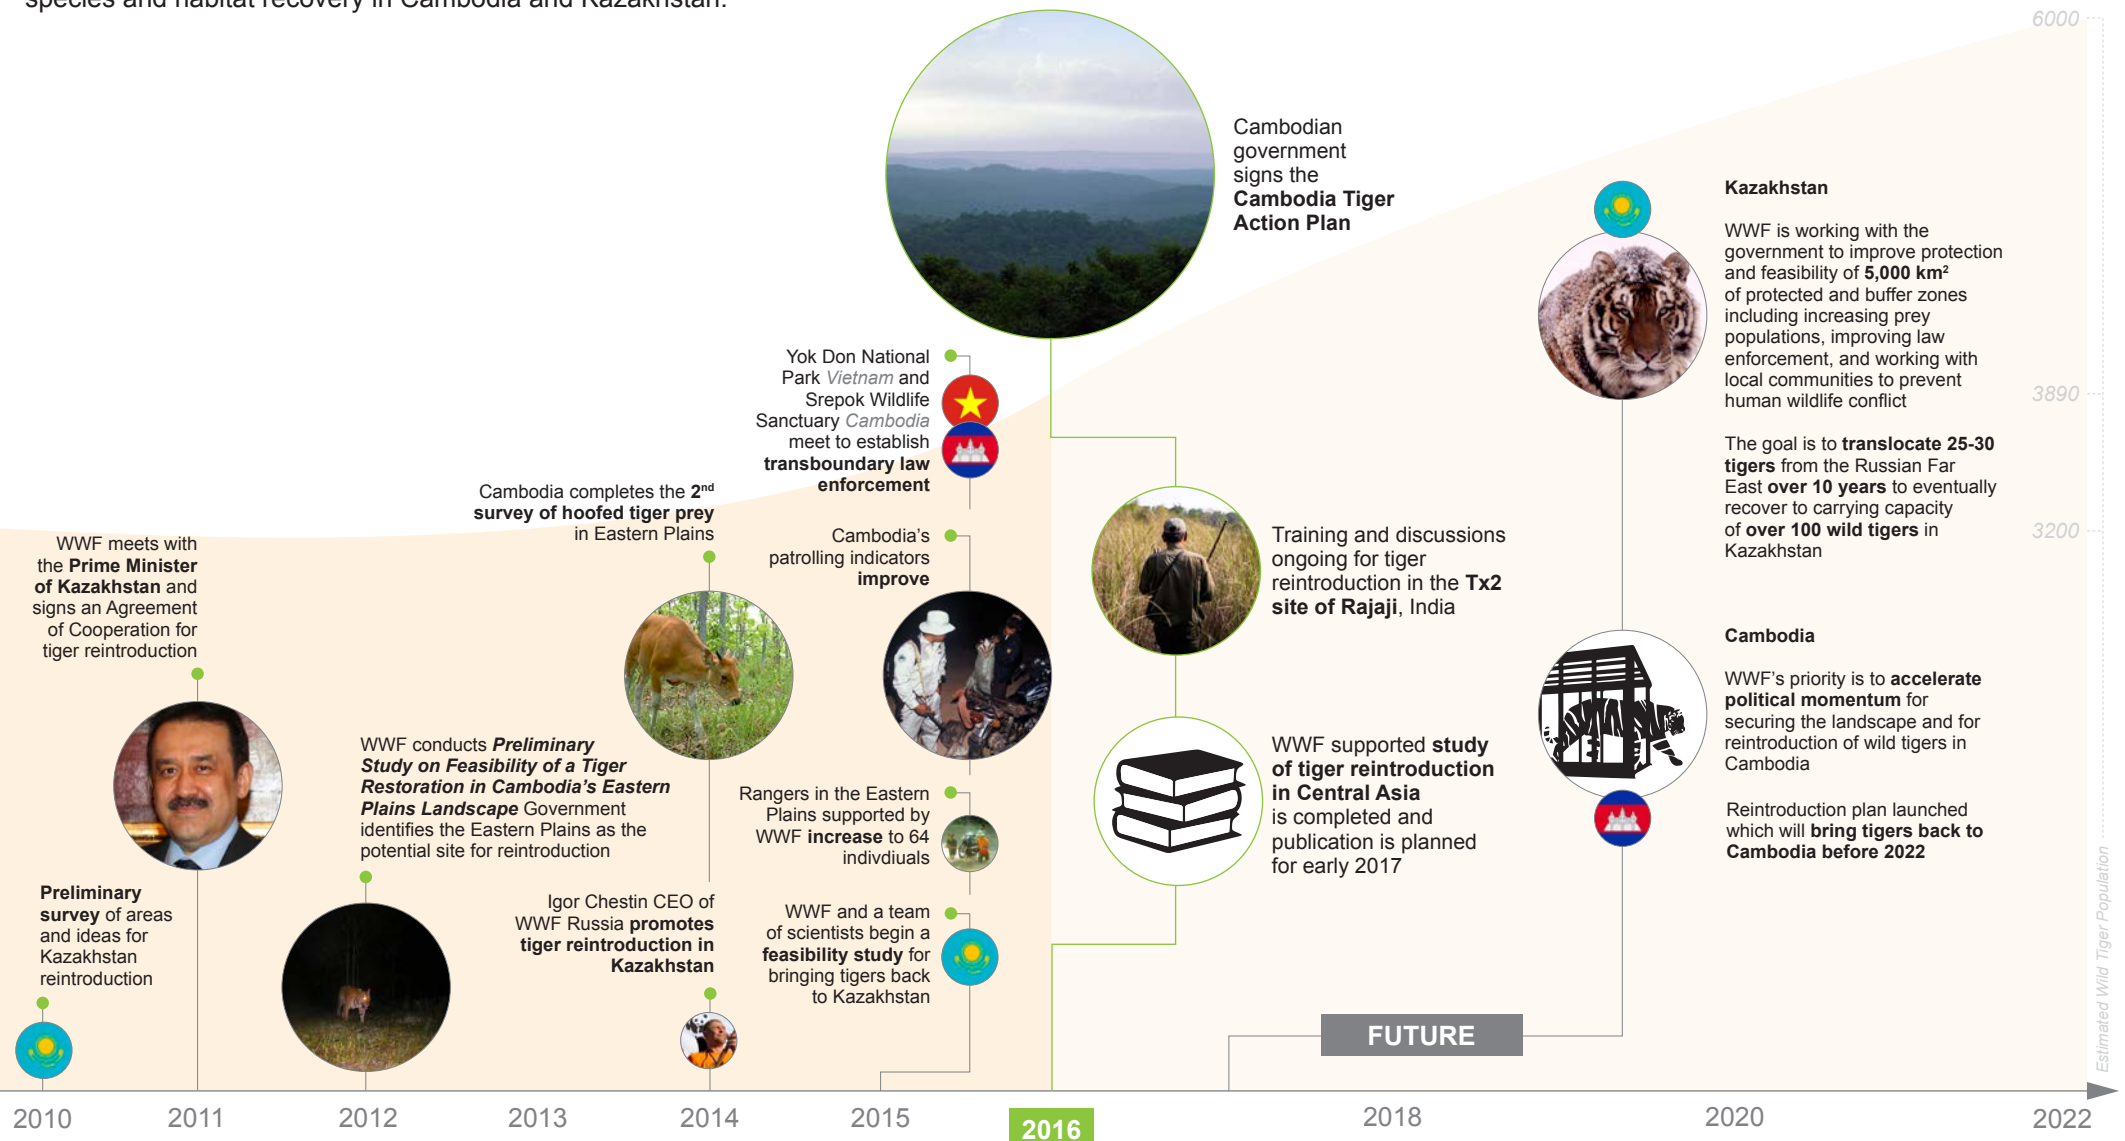 species and habitat recovery in Cambodia and Kazakhstan.
6000
Cambodian
government
signs the
Cambodia Tiger
Action Plan
Kazakhstan
WWF is working with the
government to improve protection
and feasibility of 5,000 km²
of protected and buffer zones
including increasing prey
populations, improving law
enforcement, and working with
local communities to prevent
human wildlife conflict
3890
The goal is to translocate 25-30
tigers from the Russian Far
East over 10 years to eventually
recover to carrying capacity
of over 100 wild tigers in
Kazakhstan
3200
Yok Don National
Park Vietnam and
Srepok Wildlife
Sanctuary Cambodia
meet to establish
transboundary law
enforcement
Cambodia completes the 2nd
survey of hoofed tiger prey
in Eastern Plains
Cambodia's
patrolling indicators
improve
Training and discussions
ongoing for tiger
reintroduction in the Tx2
site of Rajaji, India
WWF meets with
the Prime Minister
of Kazakhstan and
signs an Agreement
of Cooperation for
tiger reintroduction
Cambodia
WWF's priority is to accelerate
political momentum for
securing the landscape and for
reintroduction of wild tigers in
Cambodia
Reintroduction plan launched
which will bring tigers back to
Cambodia before 2022
WWF conducts Preliminary
Study on Feasibility of a Tiger
Restoration in Cambodia's Eastern
Plains Landscape Government
identifies the Eastern Plains as the
potential site for reintroduction
WWF supported study
of tiger reintroduction
in Central Asia
is completed and
publication is planned
for early 2017
Rangers in the Eastern
Plains supported by
WWF increase to 64
indivdiuals
Preliminary
survey of areas
and ideas for
Kazakhstan
reintroduction
Igor Chestin CEO of
WWF Russia promotes
tiger reintroduction in
Kazakhstan
WWF and a team
of scientists begin a
feasibility study for
bringing tigers back
to Kazakhstan
FUTURE
Estimated Wild Tiger Population
2010
2011
2012
2013
2014
2015
2016
2018
2020
2022